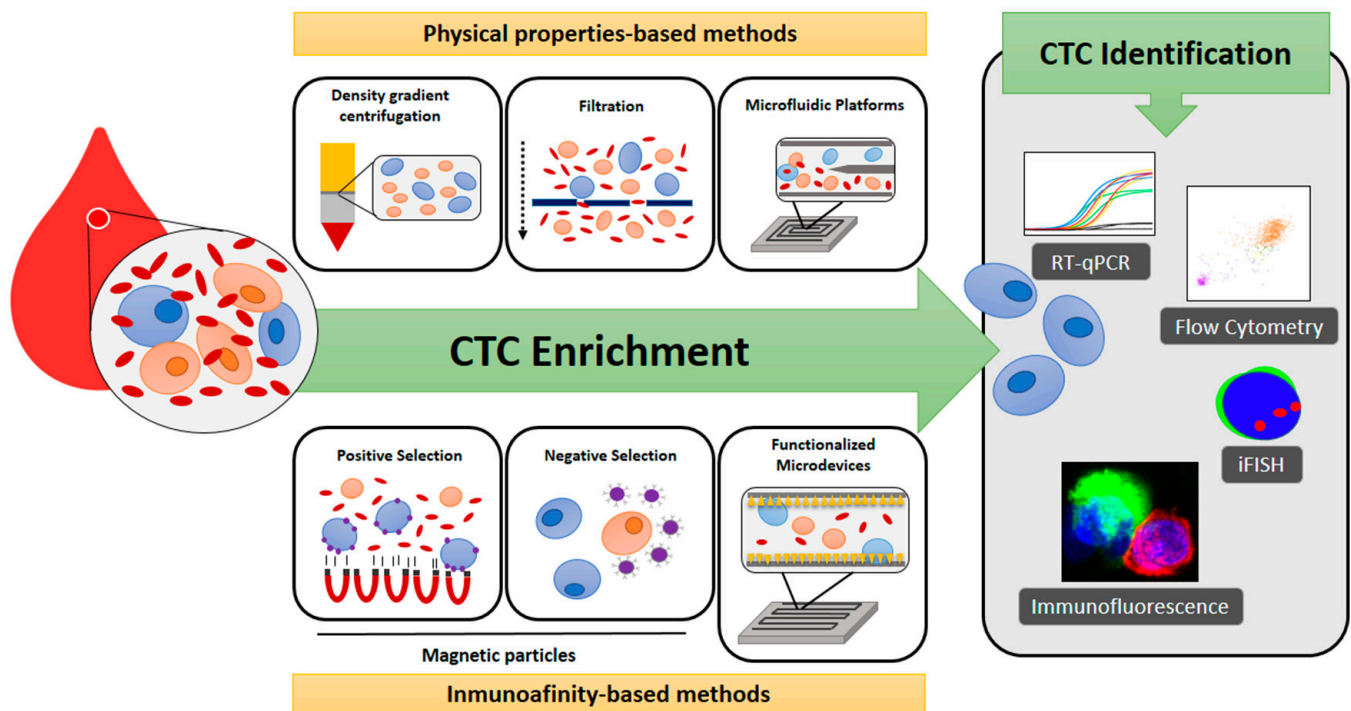 Physical properties-based methods
CTC Identification
Density gradient
centrifugation
Filtration
Microfluidic Platforms
RT-qPCR
Flow Cytometry
CTC Enrichment
iFISH
Positive Selection
Negative Selection
Functionalized
Microdevices
Immunofluorescence
Magnetic particles
Inmunoafinity-based methods